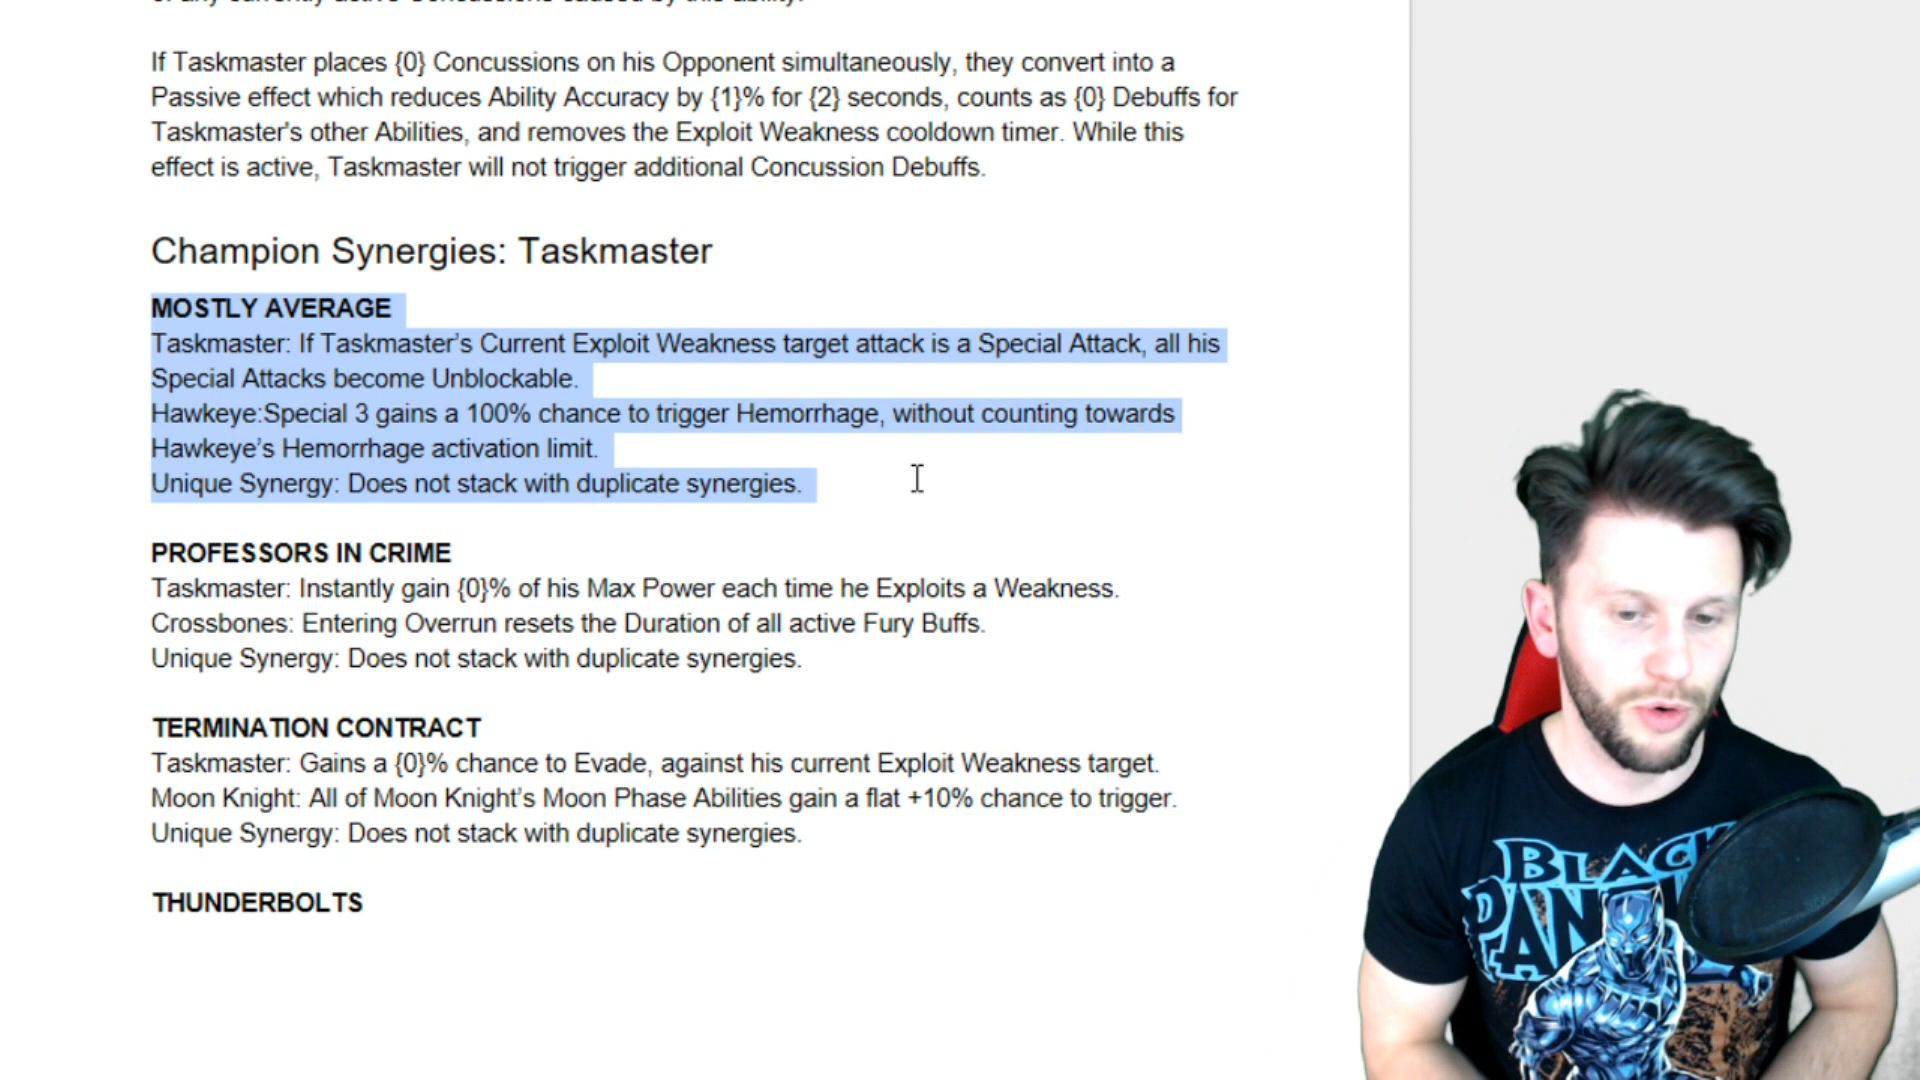 If Taskmaster places {0} Concussions on his Opponent simultaneously, they convert into a
Passive effect which reduces Ability Accuracy by {1}% for {2} seconds, counts as {0} Debuffs for
Taskmaster's other Abilities, and removes the Exploit Weakness cooldown timer. While this
effect is active, Taskmaster will not trigger additional Concussion Debuffs.
Champion Synergies: Taskmaster
MOSTLY AVERAGE
Taskmaster: If Taskmaster’s Current Exploit Weakness target attack is a Special Attack, all his
Special Attacks become Unblockable.
Hawkeye:Special 3 gains a 100% chance to trigger Hemorrhage, without counting towards
Hawkeye’s Hemorrhage activation limit.
Unique Synergy: Does not stack with duplicate synergies.
PROFESSORS IN CRIME
Taskmaster: Instantly gain {0}% of his Max Power each time he Exploits a Weakness.
Crossbones: Entering Overrun resets the Duration of all active Fury Buffs.
Unique Synergy: Does not stack with duplicate synergies.
TERMINATION CONTRACT
Taskmaster: Gains a {0}% chance to Evade, against his current Exploit Weakness target.
Moon Knight: All of Moon Knight’s Moon Phase Abilities gain a flat +10% chance to trigger.
Unique Synergy: Does not stack with duplicate synergies.
THUNDERBOLTS
BLACK